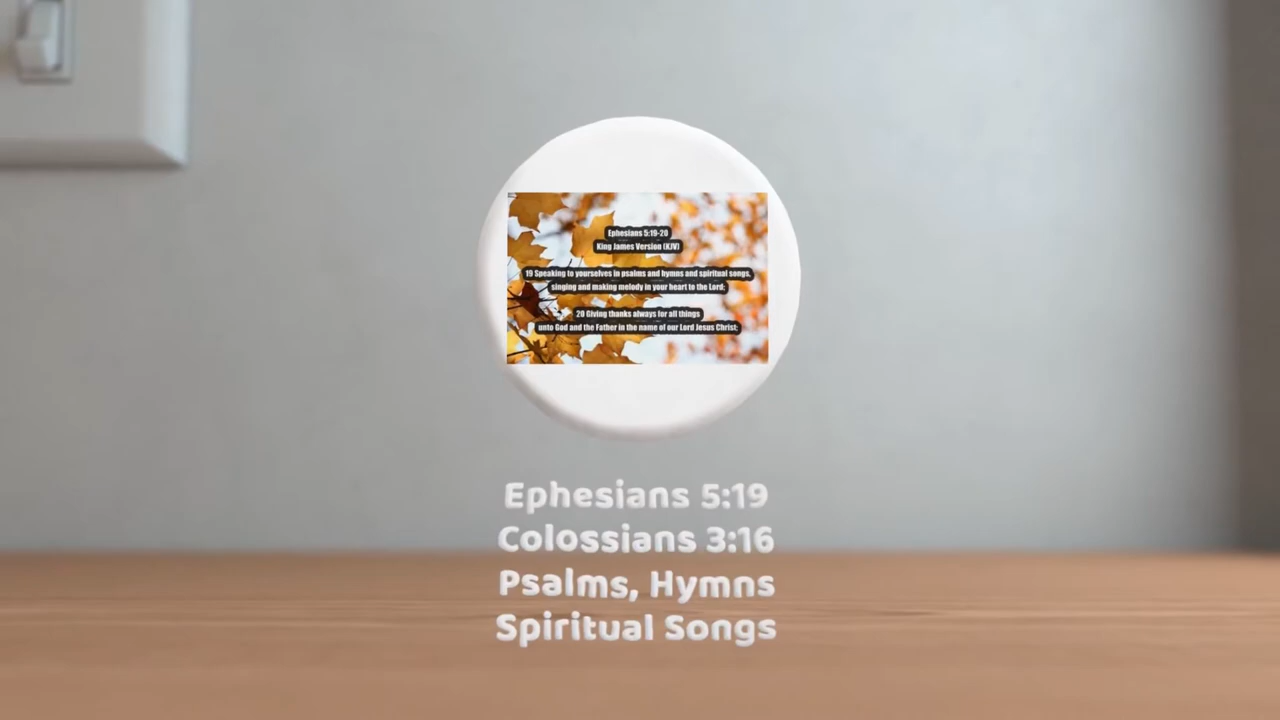 Ephesians 5:19-20
King James Version (KJV)
19 Speaking to yourselves in psalms and hymns and spiritual songs,
singing and making melody in your heart to the Lord;
20 Giving thanks always for all things
unto God and the Father in the name of our Lord Jesus Christ;
Ephesians 5:19
Colossians 3:16
Psalms, Hymns
Spiritual Songs